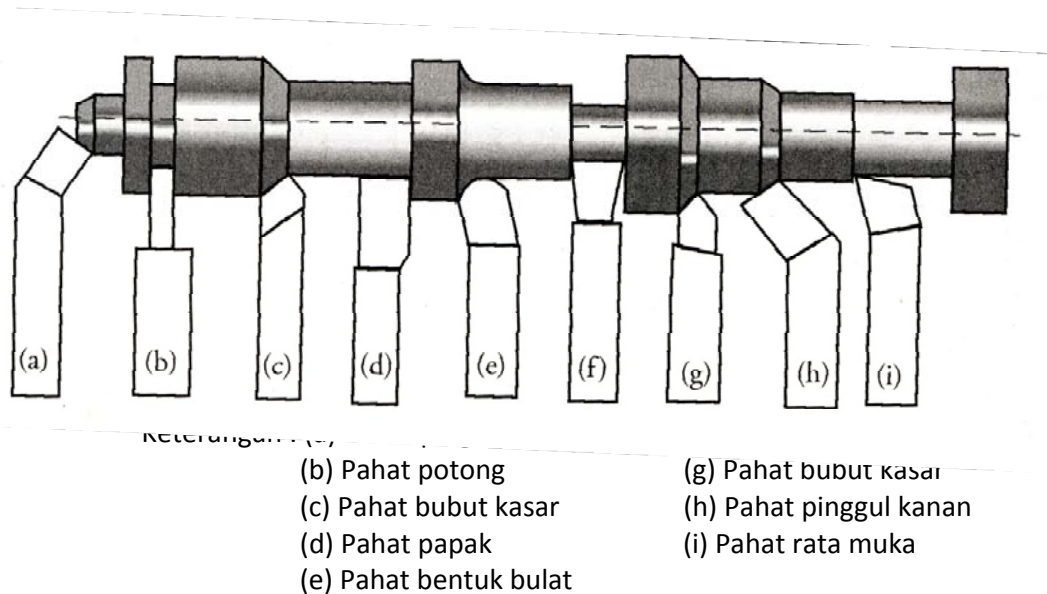 (a) (b) (c) (d) (e) (f) (g) (h) (i)
Keterangan : (a)
(b) Pahat potong
(c) Pahat bubut kasar
(d) Pahat papak
(e) Pahat bentuk bulat
(g) Pahat bubut kasar
(h) Pahat pinggul kanan
(i) Pahat rata muka